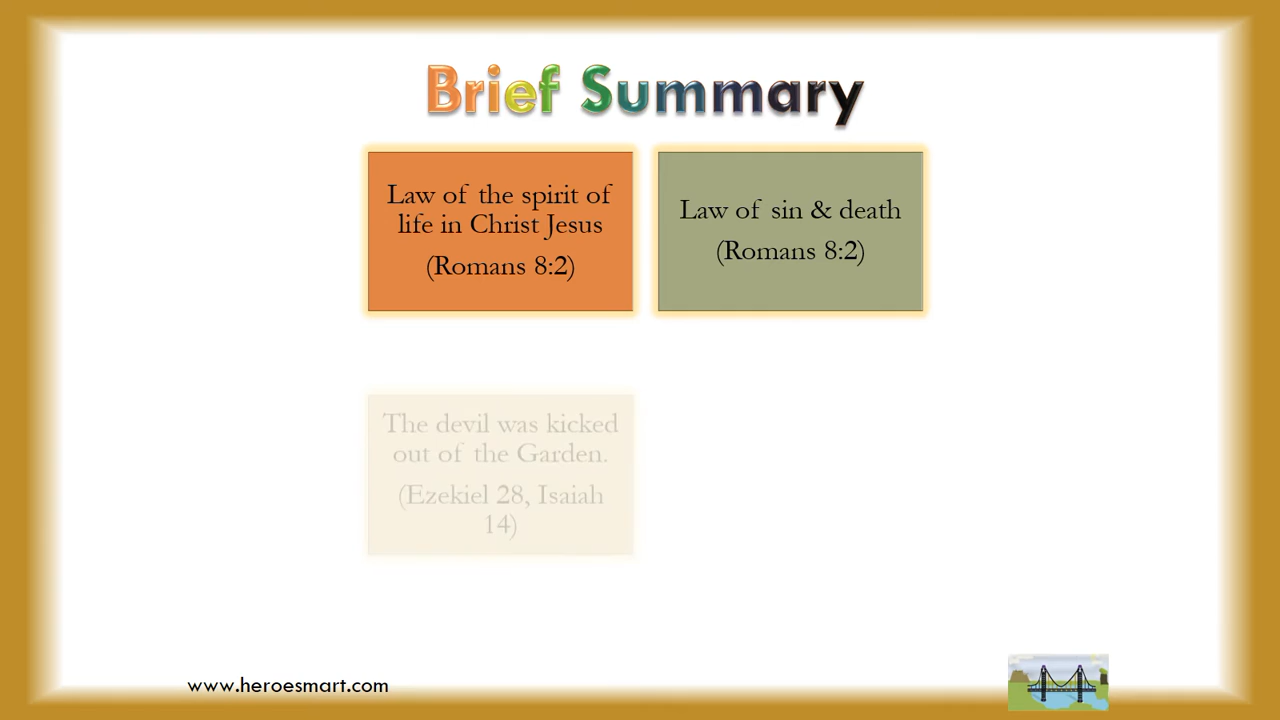 Brief Summary
Law of the spirit of
life in Christ Jesus
(Romans 8:2)
Law of sin & death
(Romans 8:2)
The devil was kicked
out of the Garden.
(Ezekiel 28, Isaiah
14)
www.heroesmart.com